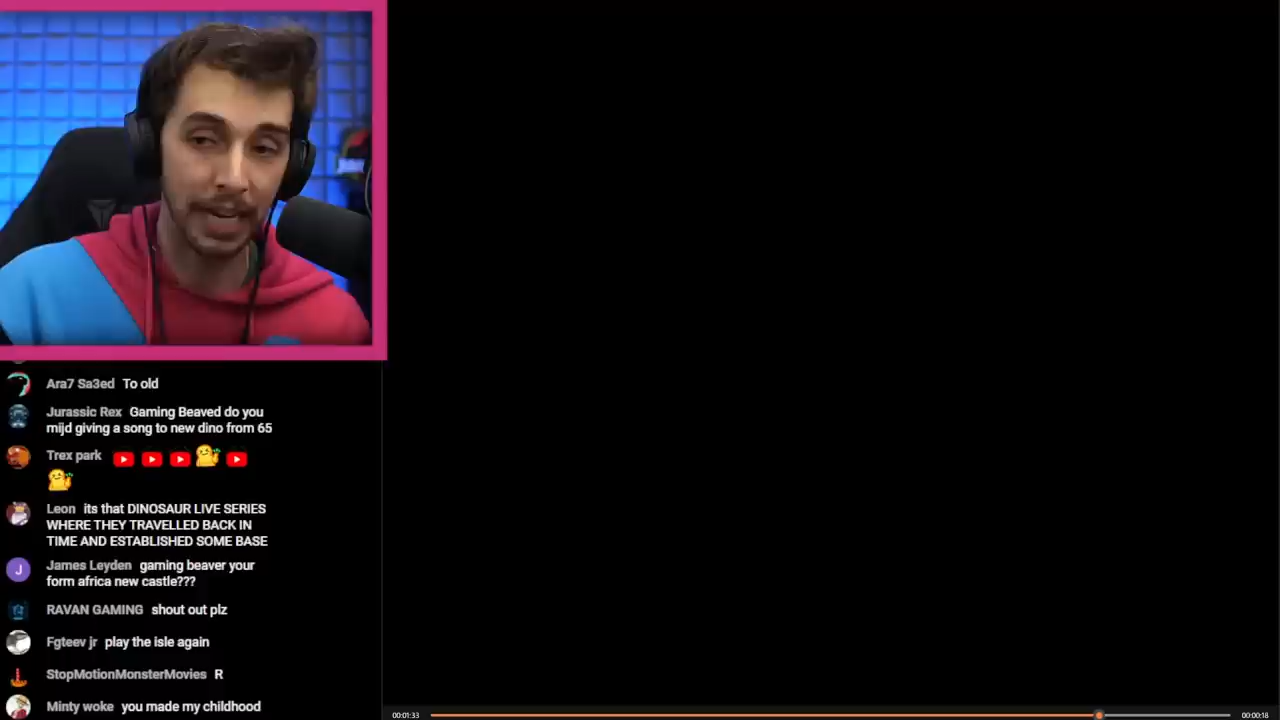 Ara7 Sa3ed To old
Jurassic Rex Gaming Beaved do you
mijd giving a song to new dino from 65
Trex park
Leon its that DINOSAUR LIVE SERIES
WHERE THEY TRAVELLED BACK IN
TIME AND ESTABLISHED SOME BASE
J
James Leyden gaming beaver your
form africa new castle???
RAVAN GAMING shout out plz
Fgteev jr play the isle again
StopMotionMonsterMovies R
Minty woke you made my childhood
00:01:33
00:00:18